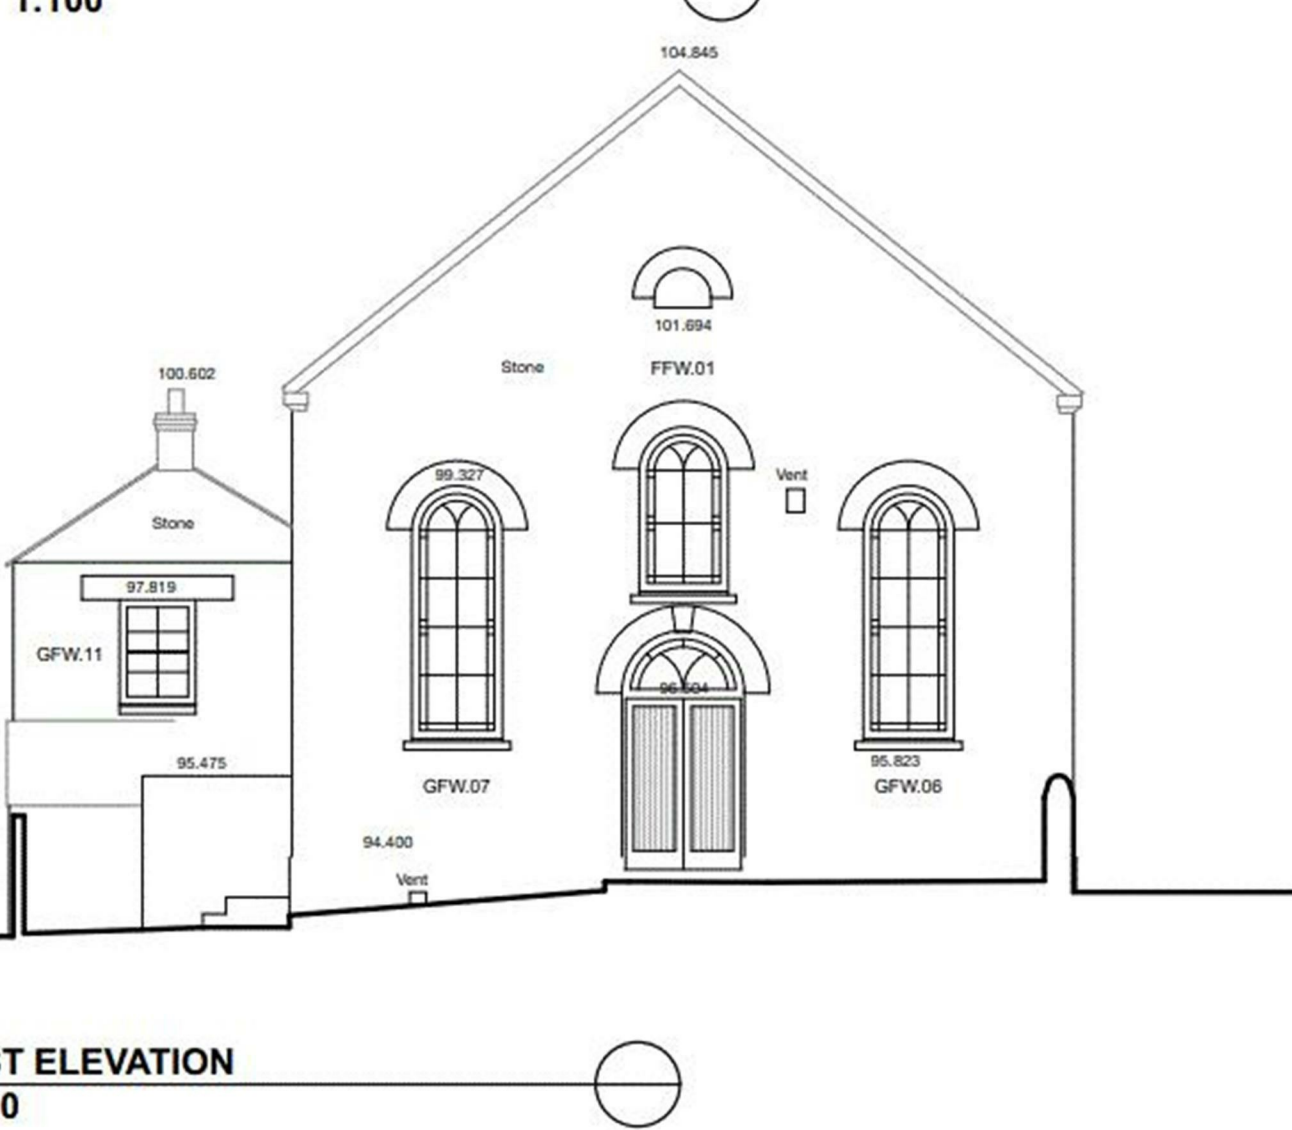 1:100
104.845
101.694
Stone
FFW.01
100.602
99.327
Vent
Stone
97.819
GFW.11
95.475
95.823
GFW.07
GFW.06
94.400
Vent
ST ELEVATION
0